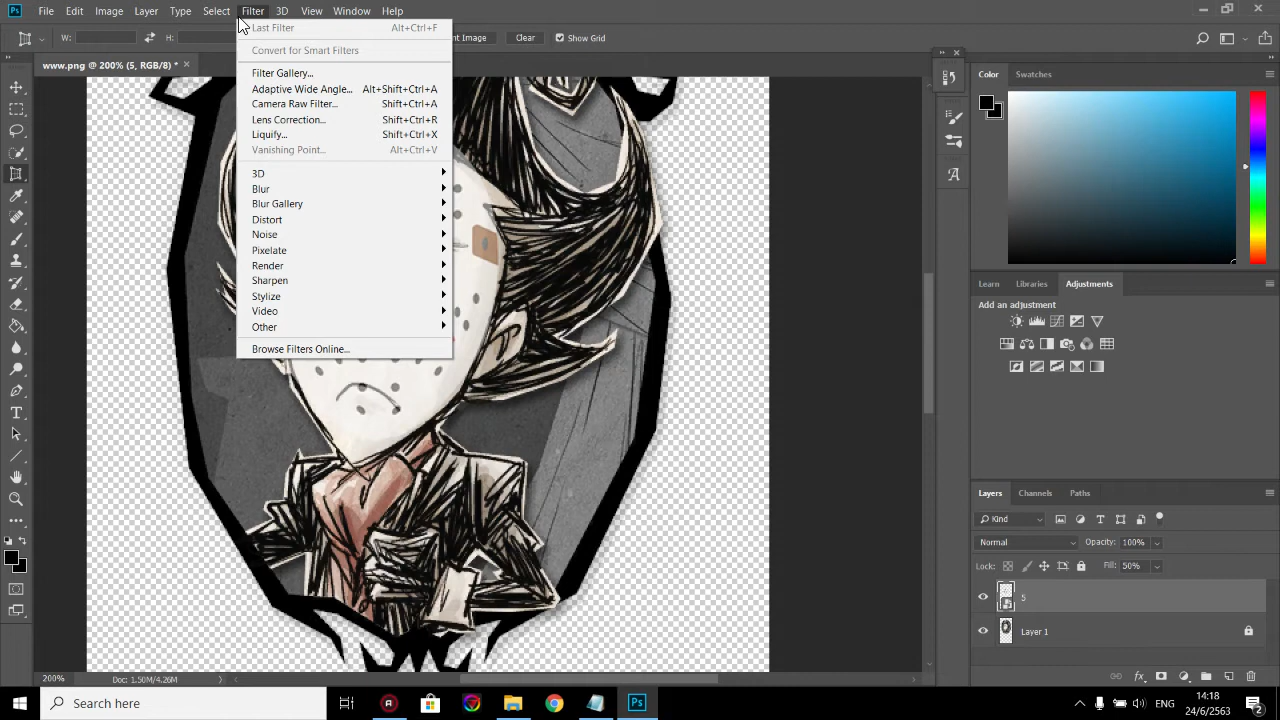 Ps File Edit Image Layer Type Select Filter 3D View Window Help
W: H: nt Image Clear Show Grid
www.png @ 200% (5, RGB/8) * ×
Last Filter Alt+Ctrl+F
Convert for Smart Filters
Filter Gallery...
Adaptive Wide Angle... Alt+Shift+Ctrl+A
Camera Raw Filter... Shift+Ctrl+A
Lens Correction... Shift+Ctrl+R
Liquify... Shift+Ctrl+X
Vanishing Point... Alt+Ctrl+V
3D
Blur
Blur Gallery
Distort
Noise
Pixelate
Render
Sharpen
Stylize
Video
Other
Browse Filters Online...
Color Swatches
Learn Libraries Adjustments
Add an adjustment
Layers Channels Paths
Kind
Normal Opacity: 100%
Lock: Fill: 50%
5
Layer 1
200% Doc: 1.50M/4.26M
Search here
Ps
ENG
14:18
24/6/2563
2